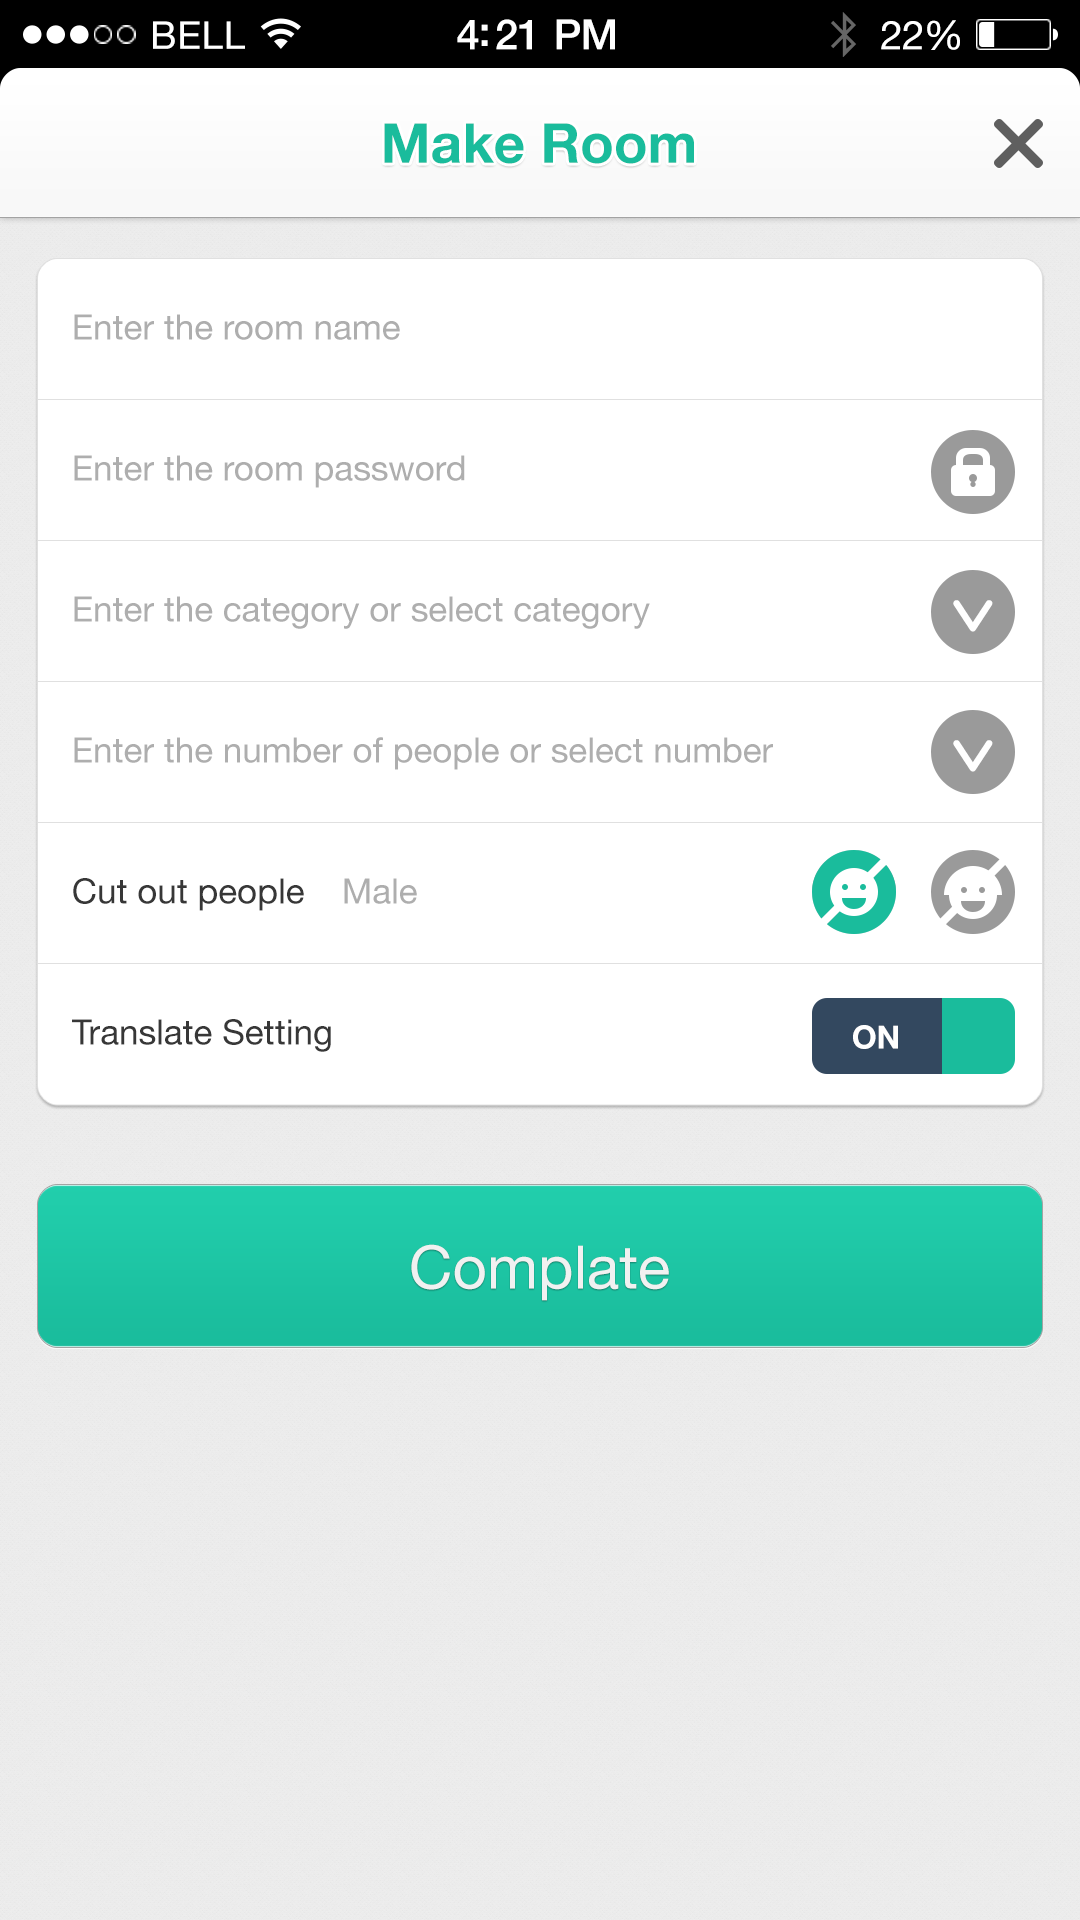 BELL 4:21 PM 22%
Make Room
Enter the room name
Enter the room password
Enter the category or select category
Enter the number of people or select number
Cut out people Male
Translate Setting ON
Complate